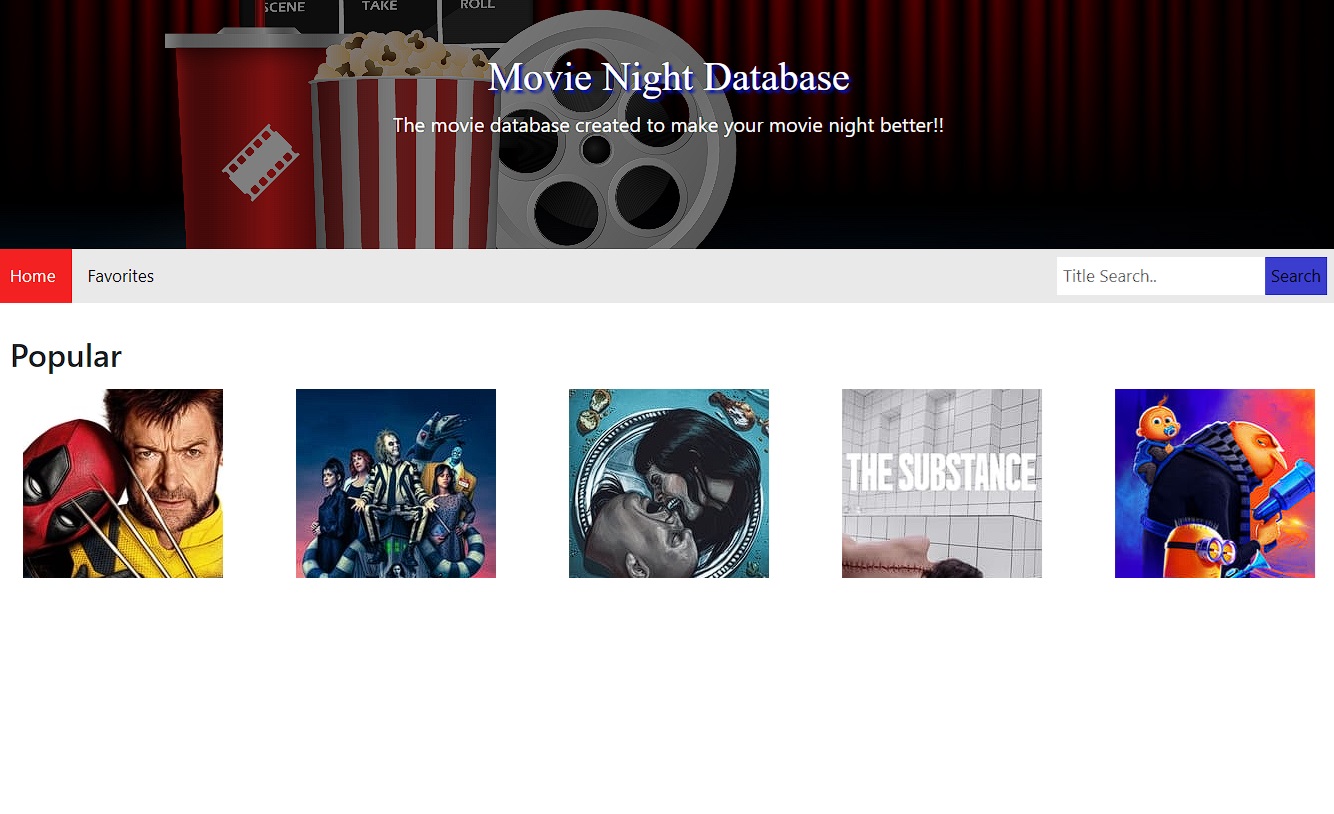 SCENE TAKE ROLL
Movie Night Database
The movie database created to make your movie night better!!
Home Favorites Title Search.. Search
Popular
THE SUBSTANCE